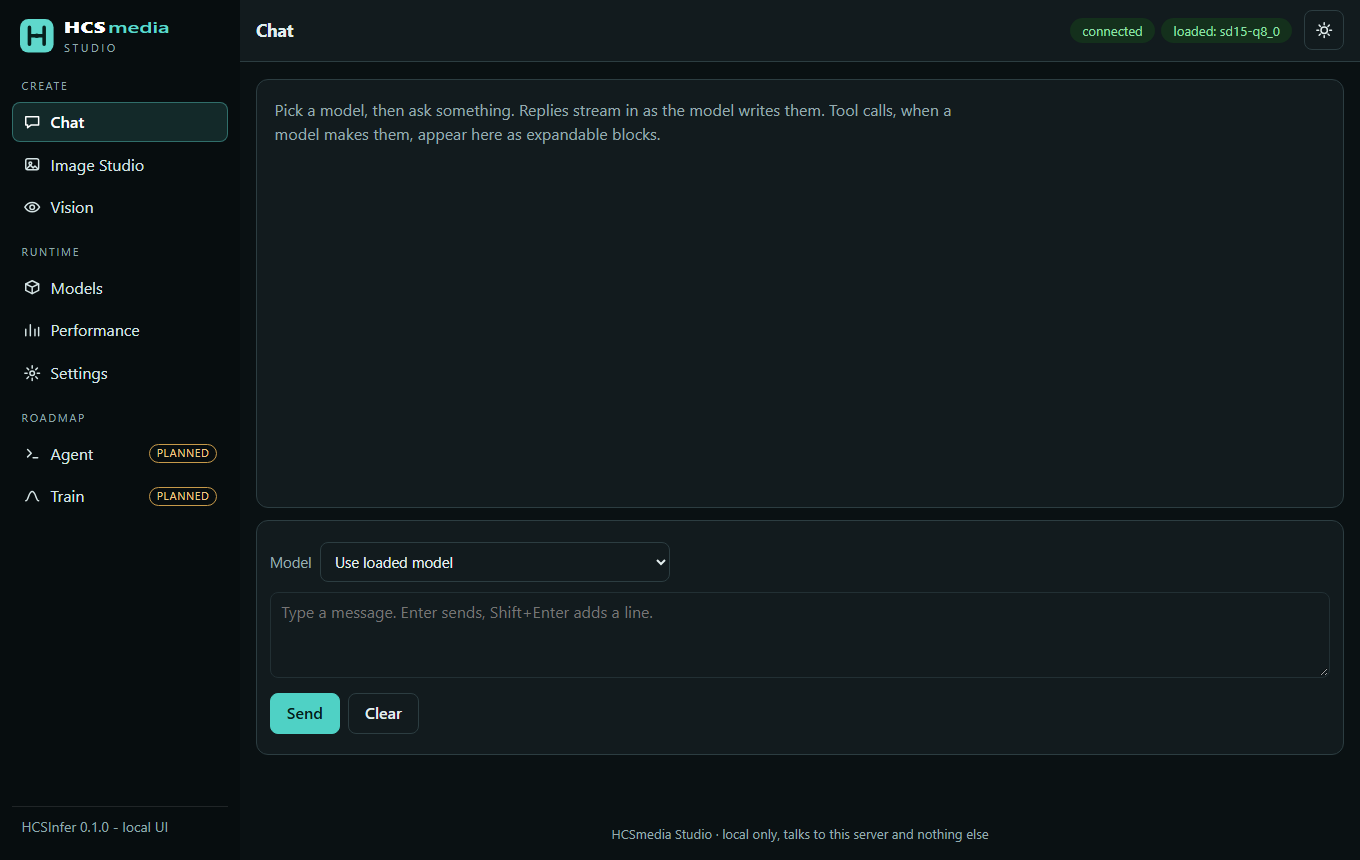 HCSmedia
STUDIO
CREATE
Chat
Image Studio
Vision
RUNTIME
Models
Performance
Settings
ROADMAP
Agent PLANNED
Train PLANNED
HCSInfer 0.1.0 - local UI
Chat
connected
loaded: sd15-q8_0
Pick a model, then ask something. Replies stream in as the model writes them. Tool calls, when a
model makes them, appear here as expandable blocks.
Model Use loaded model
Type a message. Enter sends, Shift+Enter adds a line.
Send Clear
HCSmedia Studio · local only, talks to this server and nothing else